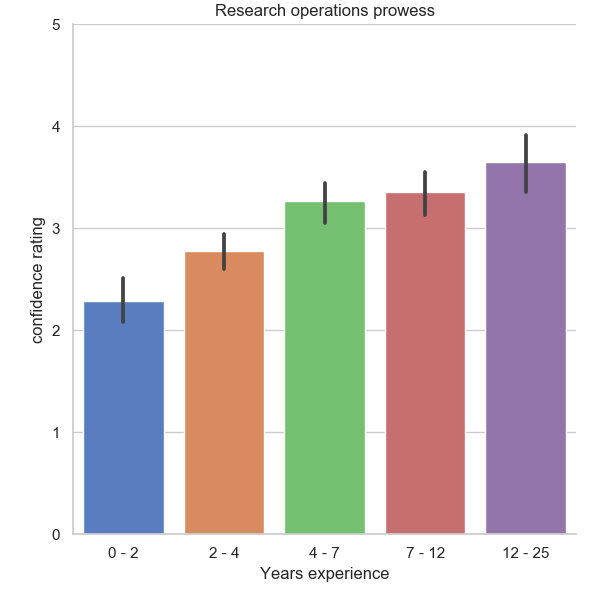 Research operations prowess
5
4
3
2
1
0
confidence rating
0 - 2
2 - 4
4 - 7
7 - 12
12 - 25
Years experience